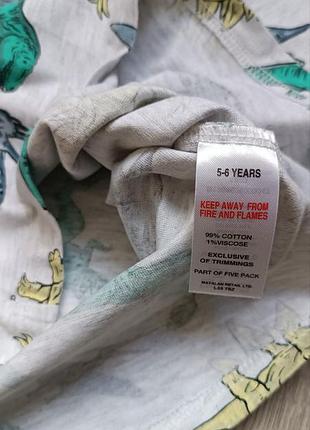 5-6 YEARS
KEEP AWAY FROM
FIRE AND FLAMES
99% COTTON
1%VISCOSE
EXCLUSIVE
OF TRIMMINGS
PART OF FIVE PACK
MATALAN RETAIL LTD.